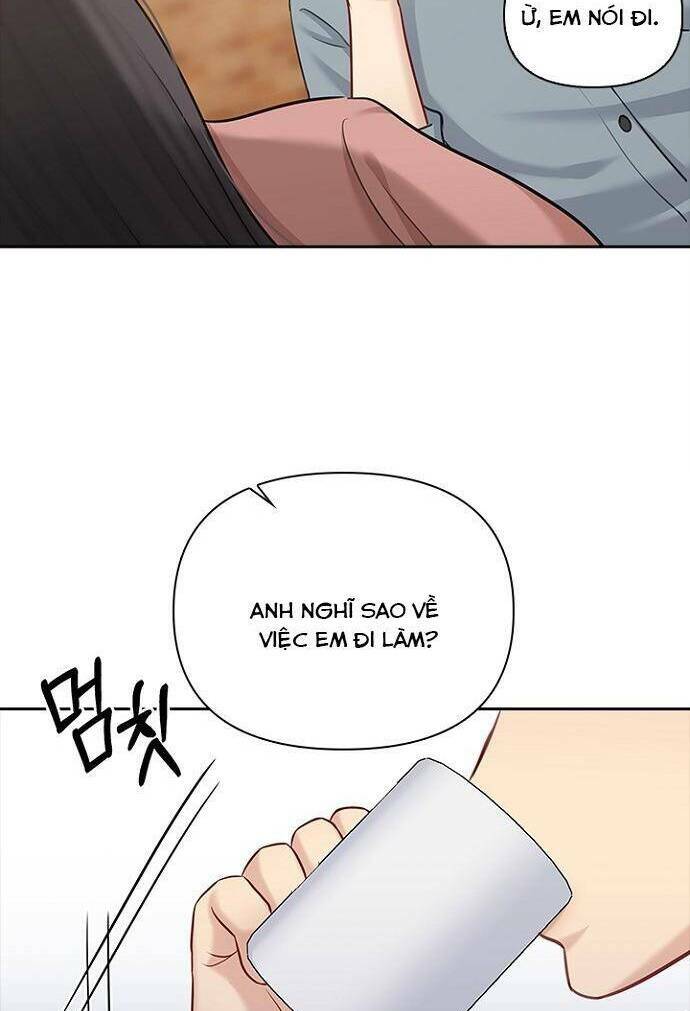 Ừ, EM NÓI ĐI.
ANH NGHĨ SAO VỀ
VIỆC EM ĐI LÀM?
멈칫